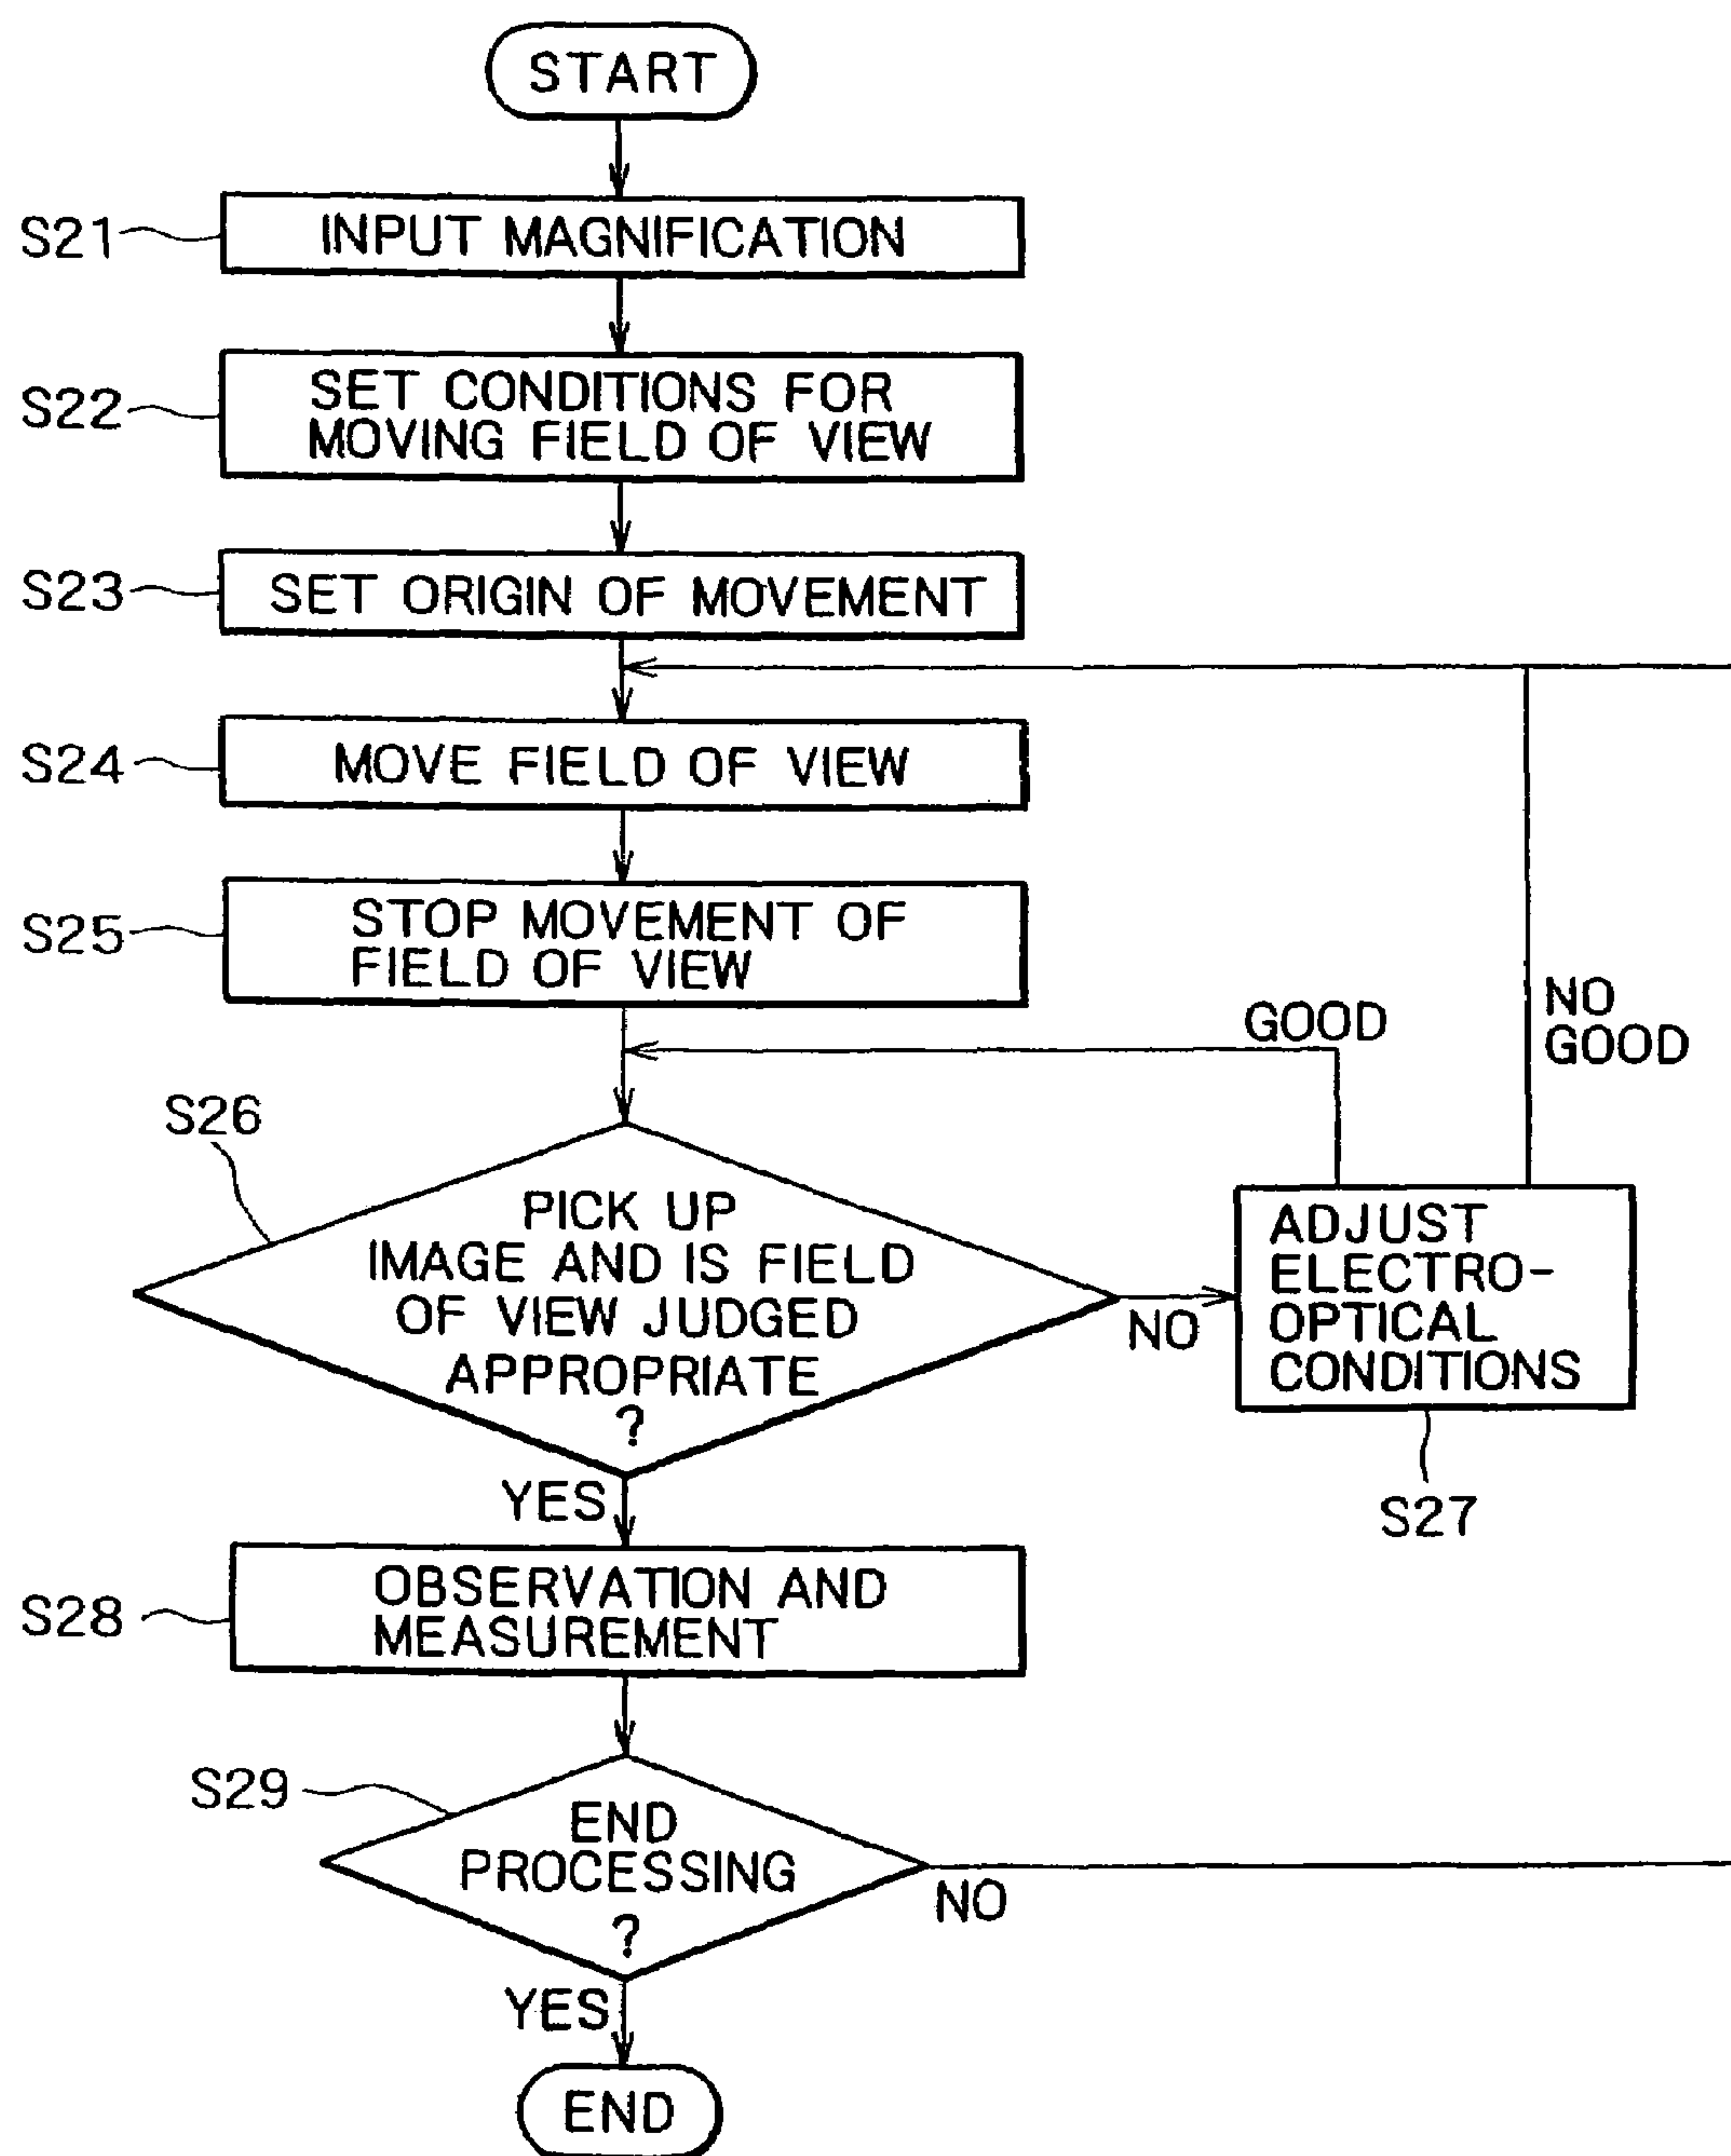 START
S21
INPUT MAGNIFICATION
S22
SET CONDITIONS FOR
MOVING FIELD OF VIEW
S23
SET ORIGIN OF MOVEMENT
S24
MOVE FIELD OF VIEW
S25
STOP MOVEMENT OF
FIELD OF VIEW
GOOD
NO
GOOD
S26
PICK UP
IMAGE AND IS FIELD
OF VIEW JUDGED
APPROPRIATE
?
NO
ADJUST
ELECTRO-
OPTICAL
CONDITIONS
S27
YES
S28
OBSERVATION AND
MEASUREMENT
S29
END
PROCESSING
?
NO
YES
END